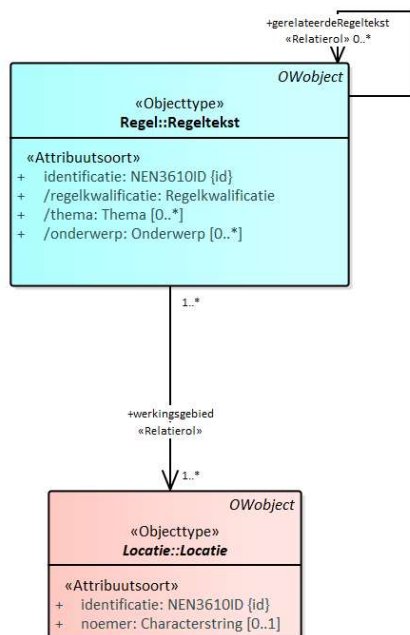 +gerelateerdeRegeltekst
«Relatierol» 0..*
OWobject
«Objecttype»
Regel::Regeltekst
«Attribuutsoort»
+ identificatie: NEN3610ID {id}
+ /regelkwalificatie: Regelkwalificatie
+ /thema: Thema [0..*]
+ /onderwerp: Onderwerp [0..*]
1..*
+werkingsgebied
«Relatierol»
1..*
OWobject
«Objecttype»
Locatie::Locatie
«Attribuutsoort»
+ identificatie: NEN3610ID {id}
+ noemer: Characterstring [0..1]